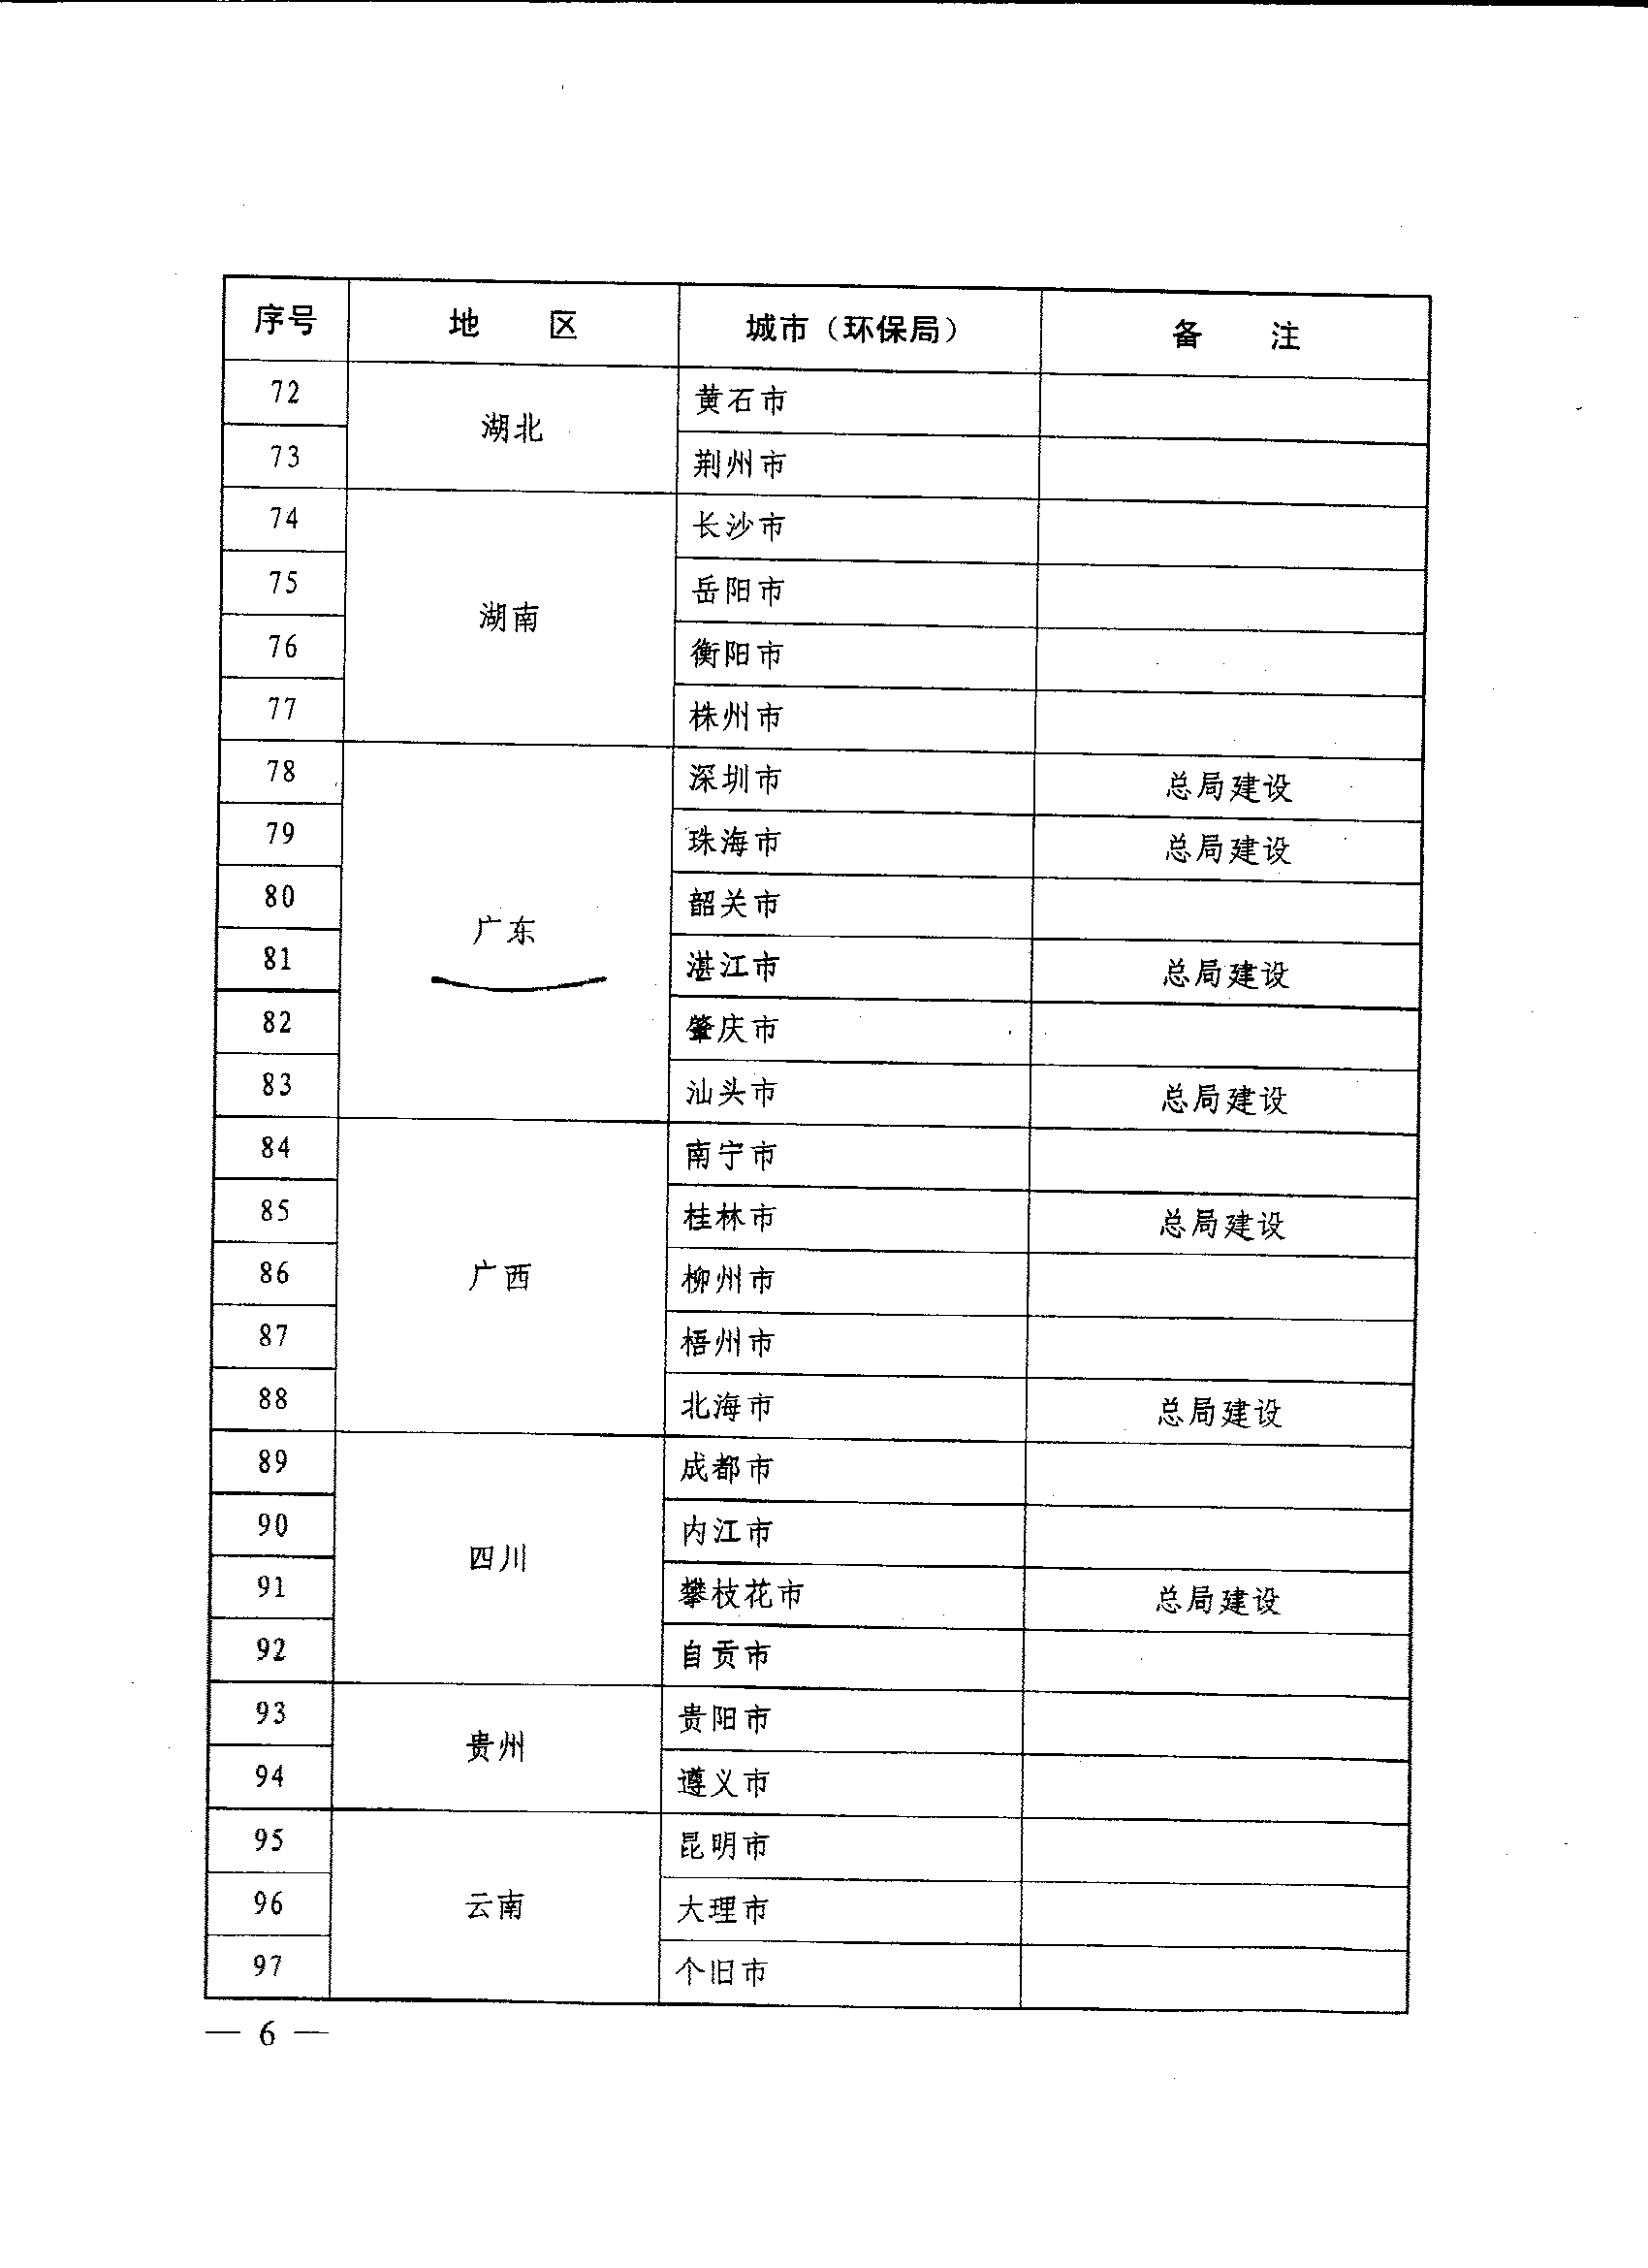 序号 地区 城市（环保局） 备注
72 湖北 黄石市
73 荆州市
74 湖南 长沙市
75 岳阳市
76 衡阳市
77 株州市
78 广东 深圳市 总局建设
79 珠海市 总局建设
80 韶关市
81 湛江市 总局建设
82 肇庆市
83 汕头市 总局建设
84 广西 南宁市
85 桂林市 总局建设
86 柳州市
87 梧州市
88 北海市 总局建设
89 四川 成都市
90 内江市
91 攀枝花市 总局建设
92 自贡市
93 贵州 贵阳市
94 遵义市
95 云南 昆明市
96 大理市
97 个旧市
— 6 —